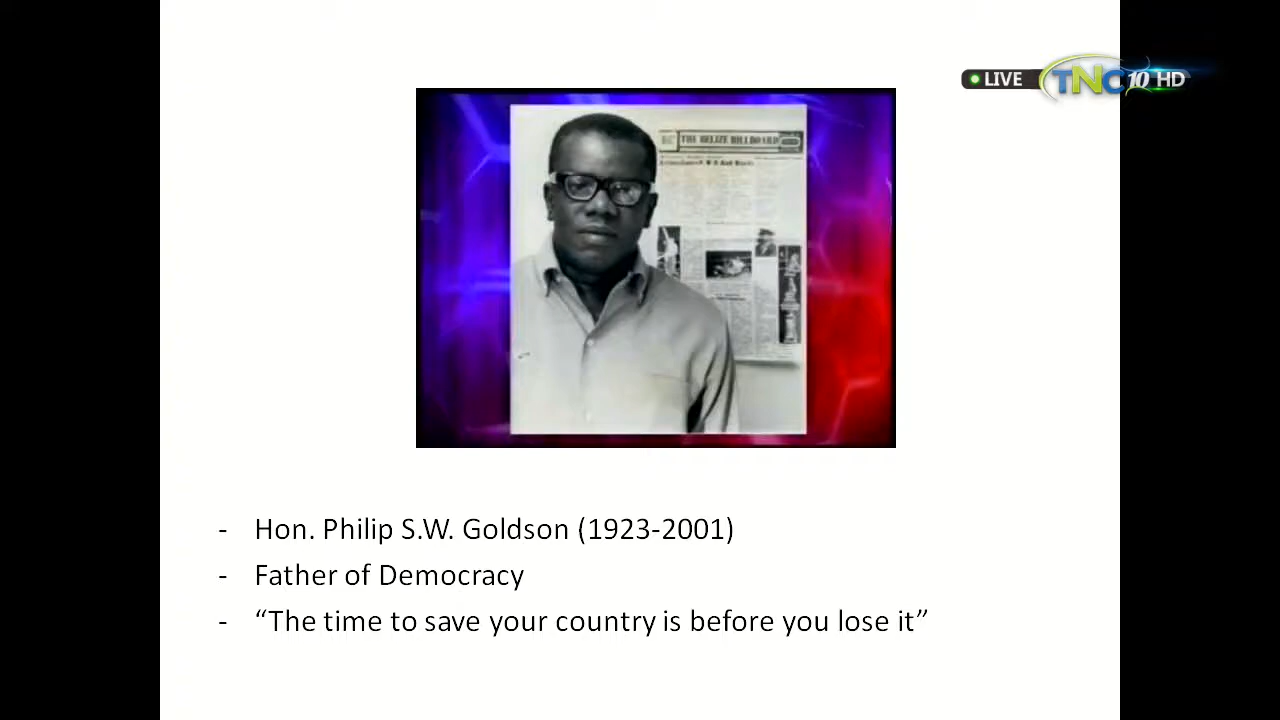 LIVE TNC 10 HD
THE BELIZE BILLBOARD
- Hon. Philip S.W. Goldson (1923-2001)
- Father of Democracy
- “The time to save your country is before you lose it”